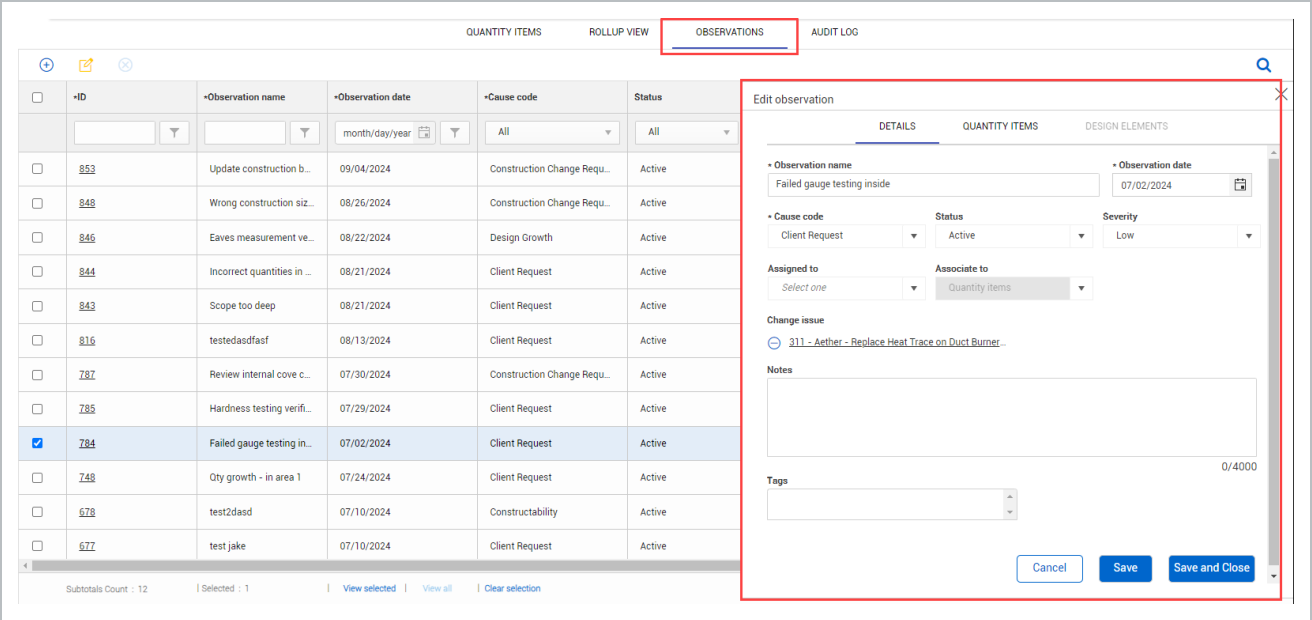 QUANTITY ITEMS ROLLUP VIEW OBSERVATIONS AUDIT LOG
•ID •Observation name •Observation date •Cause code Status
month/day/year All All
853 Update construction b... 09/04/2024 Construction Change Requ... Active
848 Wrong construction siz... 08/26/2024 Construction Change Requ... Active
846 Eaves measurement ve... 08/22/2024 Design Growth Active
844 Incorrect quantities in ... 08/21/2024 Client Request Active
843 Scope too deep 08/21/2024 Client Request Active
816 testedasdfasf 08/13/2024 Client Request Active
787 Review internal cove c... 07/30/2024 Construction Change Requ... Active
785 Hardness testing verifi... 07/29/2024 Client Request Active
784 Failed gauge testing in... 07/02/2024 Client Request Active
748 Qty growth - in area 1 07/24/2024 Client Request Active
678 test2dasd 07/10/2024 Constructability Active
677 test jake 07/10/2024 Client Request Active
Subtotals Count : 12 | Selected : 1 | View selected | View all | Clear selection
Edit observation
DETAILS QUANTITY ITEMS DESIGN ELEMENTS
• Observation name • Observation date
Failed gauge testing inside 07/02/2024
• Cause code Status Severity
Client Request Active Low
Assigned to Associate to
Select one Quantity items
Change issue
311 - Aether - Replace Heat Trace on Duct Burner...
Notes
0/4000
Tags
Cancel Save Save and Close